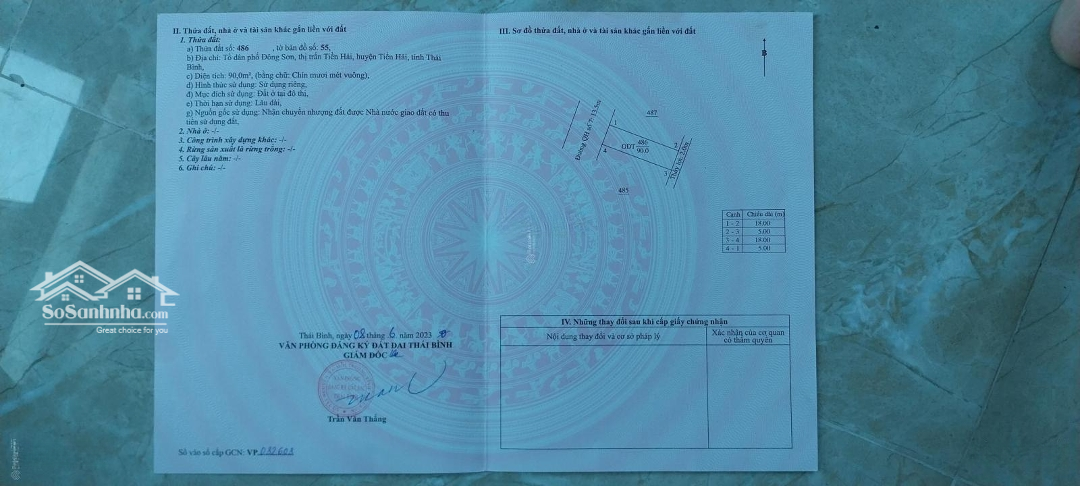 II. Thửa đất, nhà ở và tài sản khác gắn liền với đất
1. Thửa đất:
a) Thửa đất số: 486 , tờ bản đồ số: 55,
b) Địa chỉ: Tổ dân phố Đông Sơn, thị trấn Tiền Hải, huyện Tiền Hải, tỉnh Thái
Bình,
c) Diện tích: 90,0m², (bằng chữ: Chín mươi mét vuông),
d) Hình thức sử dụng: Sử dụng riêng,
đ) Mục đích sử dụng: Đất ở tại đô thị,
e) Thời hạn sử dụng: Lâu dài,
g) Nguồn gốc sử dụng: Nhận chuyển nhượng đất được Nhà nước giao đất có thu
tiền sử dụng đất.
2. Nhà ở: -/-
3. Công trình xây dựng khác: -/-
4. Rừng sản xuất là rừng trồng: -/-
5. Cây lâu năm: -/-
6. Ghi chú: -/-
Thái Bình, ngày 08 tháng 6 năm 2023
VĂN PHÒNG ĐĂNG KÝ ĐẤT ĐAI THÁI BÌNH
GIÁM ĐỐC
Trần Văn Thắng
Số vào sổ cấp GCN: VP
III. Sơ đồ thửa đất, nhà ở và tài sản khác gắn liền với đất
B
487
1
2
ODT 486
90.0
4
3
485
Cạnh Chiều dài (m)
1 - 2 18.00
2 - 3 5.00
3 - 4 18.00
4 - 1 5.00
IV. Những thay đổi sau khi cấp giấy chứng nhận
Nội dung thay đổi và cơ sở pháp lý
Xác nhận của cơ quan
có thẩm quyền
SoSanhnha.com
Great choice for you